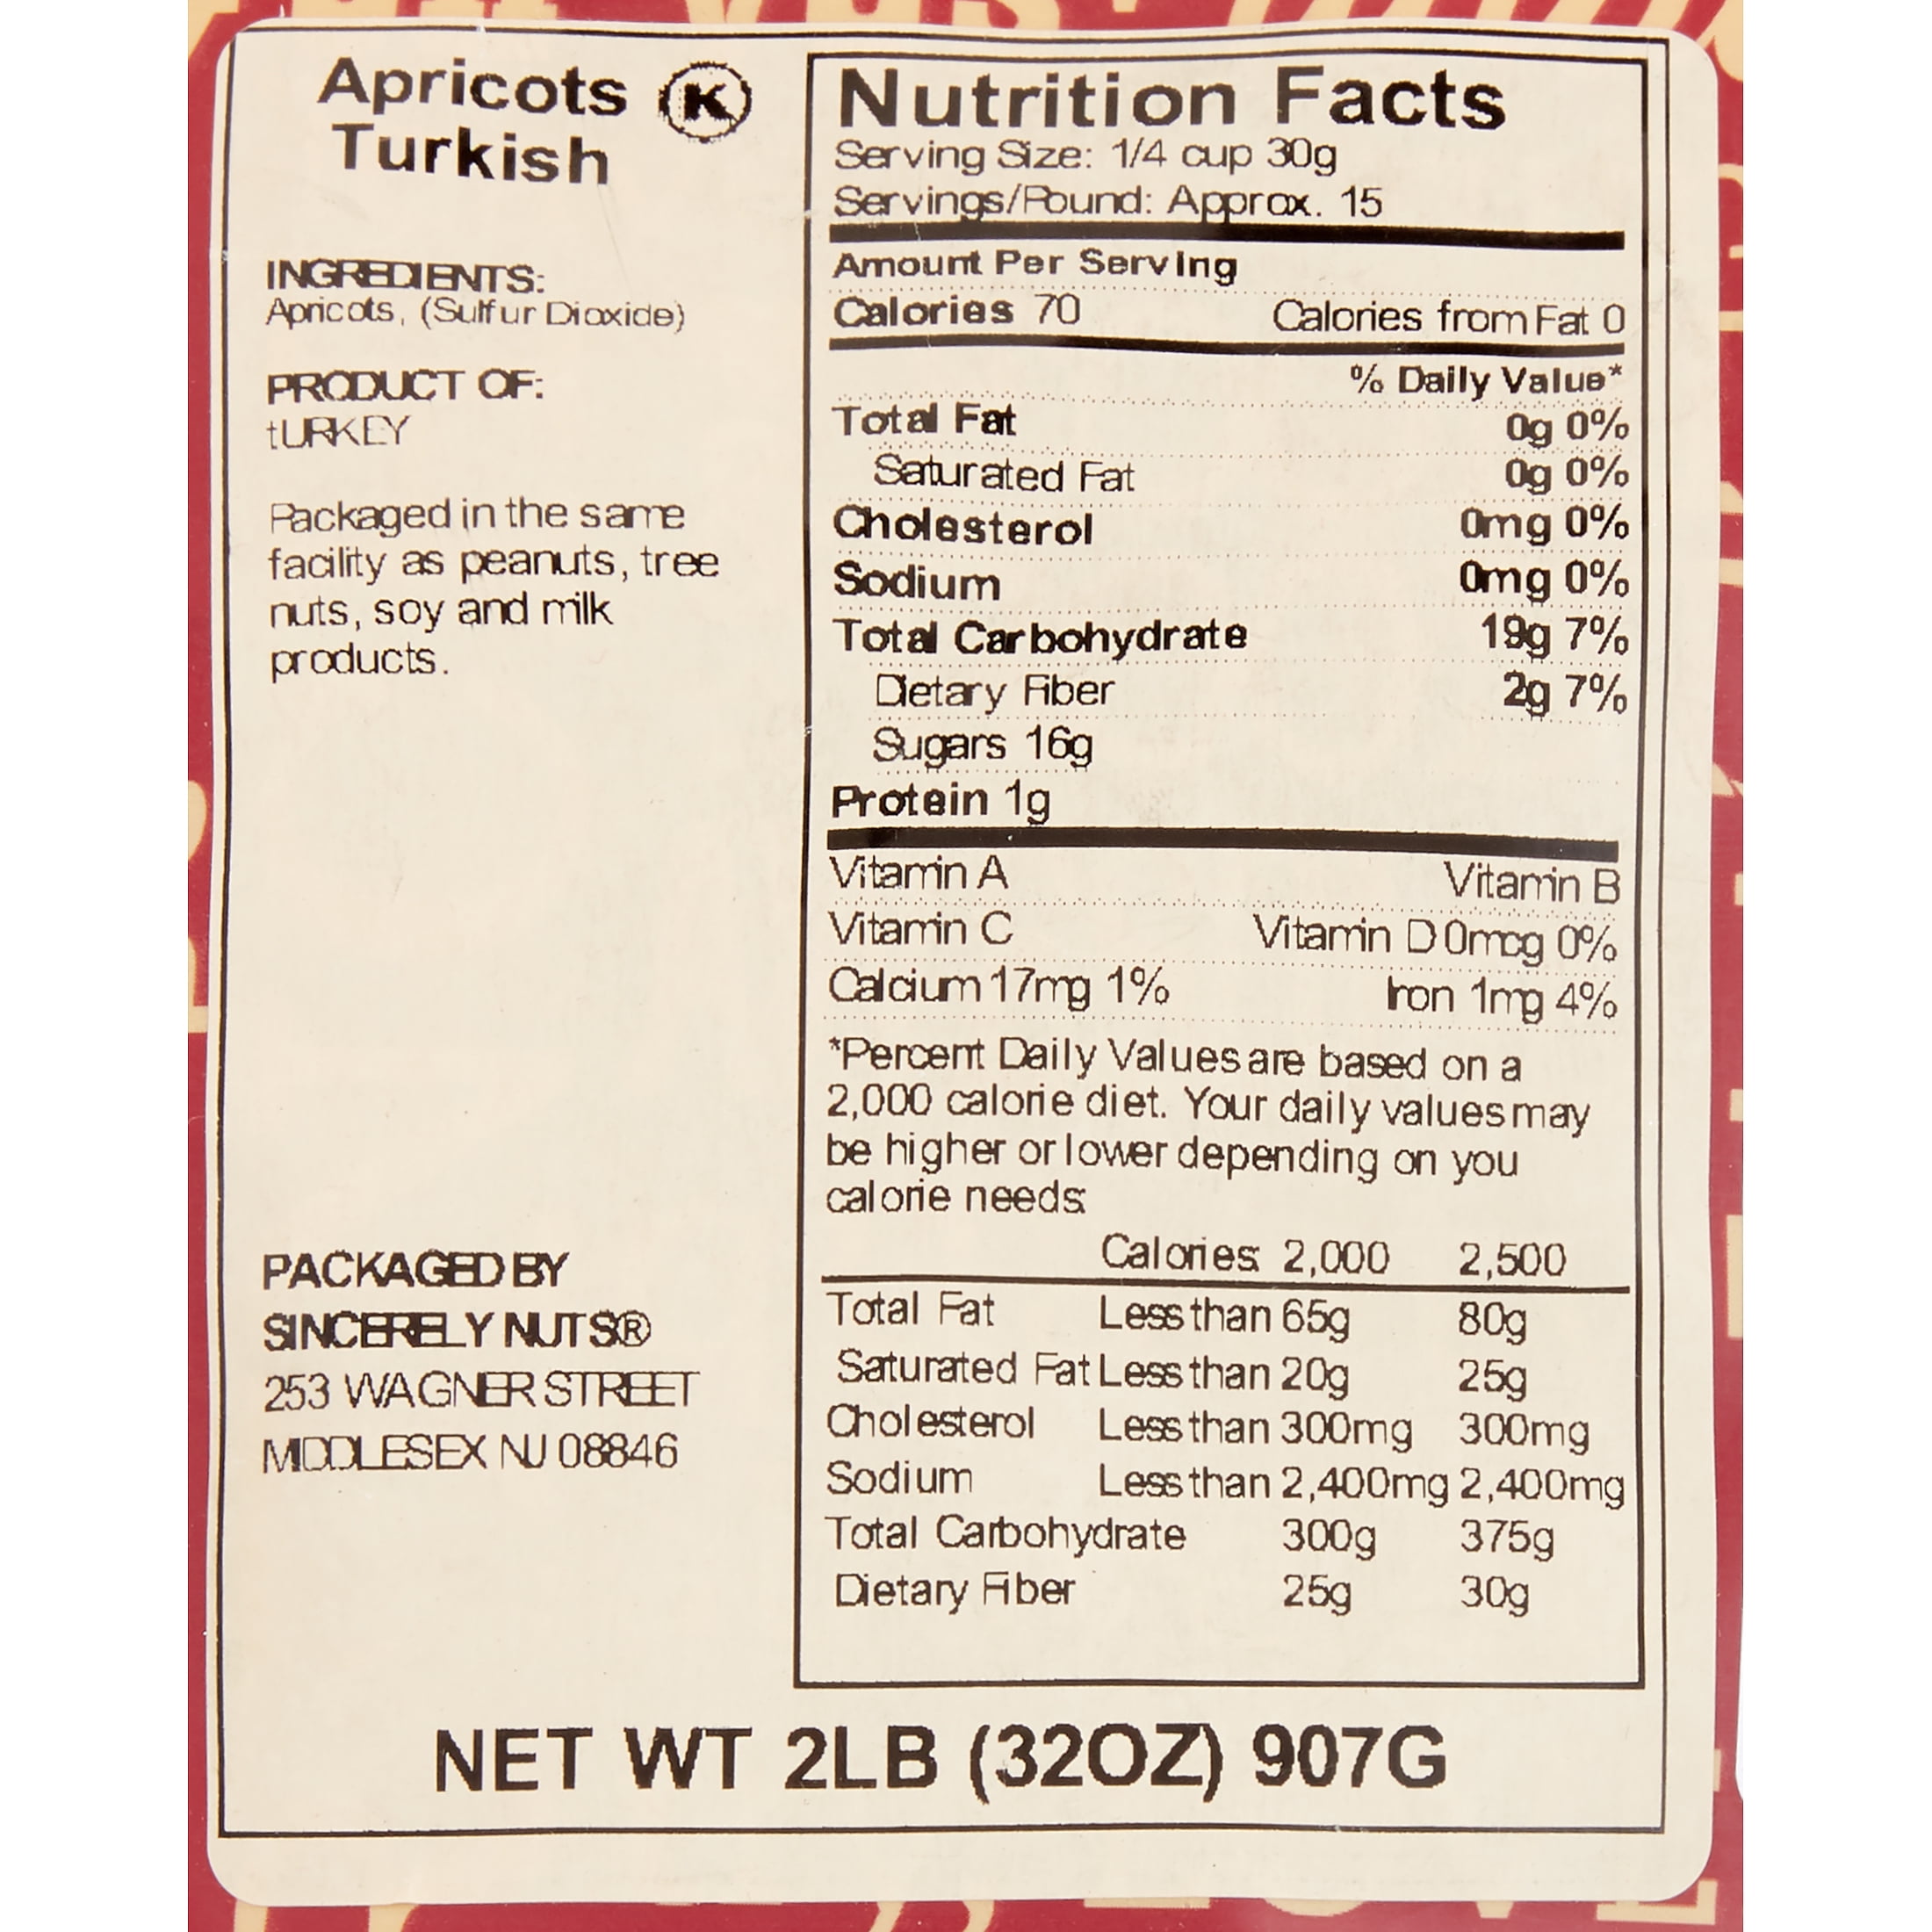 Apricots K
Turkish
INGREDIENTS:
Apricots, (Sulfur Dioxide)
PRODUCT OF:
tURKEY
Packaged in the same
facility as peanuts, tree
nuts, soy and milk
products.
PACKAGED BY
SINCERELY NUTS®
253 WAGNER STREET
MIDDLESEX NJ 08846
Nutrition Facts
Serving Size: 1/4 cup 30g
Servings/Pound: Approx. 15
Amount Per Serving
Calories 70 Calories from Fat 0
% Daily Value*
Total Fat 0g 0%
Saturated Fat 0g 0%
Cholesterol 0mg 0%
Sodium 0mg 0%
Total Carbohydrate 19g 7%
Dietary Fiber 2g 7%
Sugars 16g
Protein 1g
Vitamin A Vitamin B
Vitamin C Vitamin D 0mcg 0%
Calcium 17mg 1% Iron 1mg 4%
*Percent Daily Values are based on a
2,000 calorie diet. Your daily values may
be higher or lower depending on you
calorie needs:
Calories: 2,000 2,500
Total Fat Less than 65g 80g
Saturated Fat Less than 20g 25g
Cholesterol Less than 300mg 300mg
Sodium Less than 2,400mg 2,400mg
Total Carbohydrate 300g 375g
Dietary Fiber 25g 30g
NET WT 2LB (32OZ) 907G